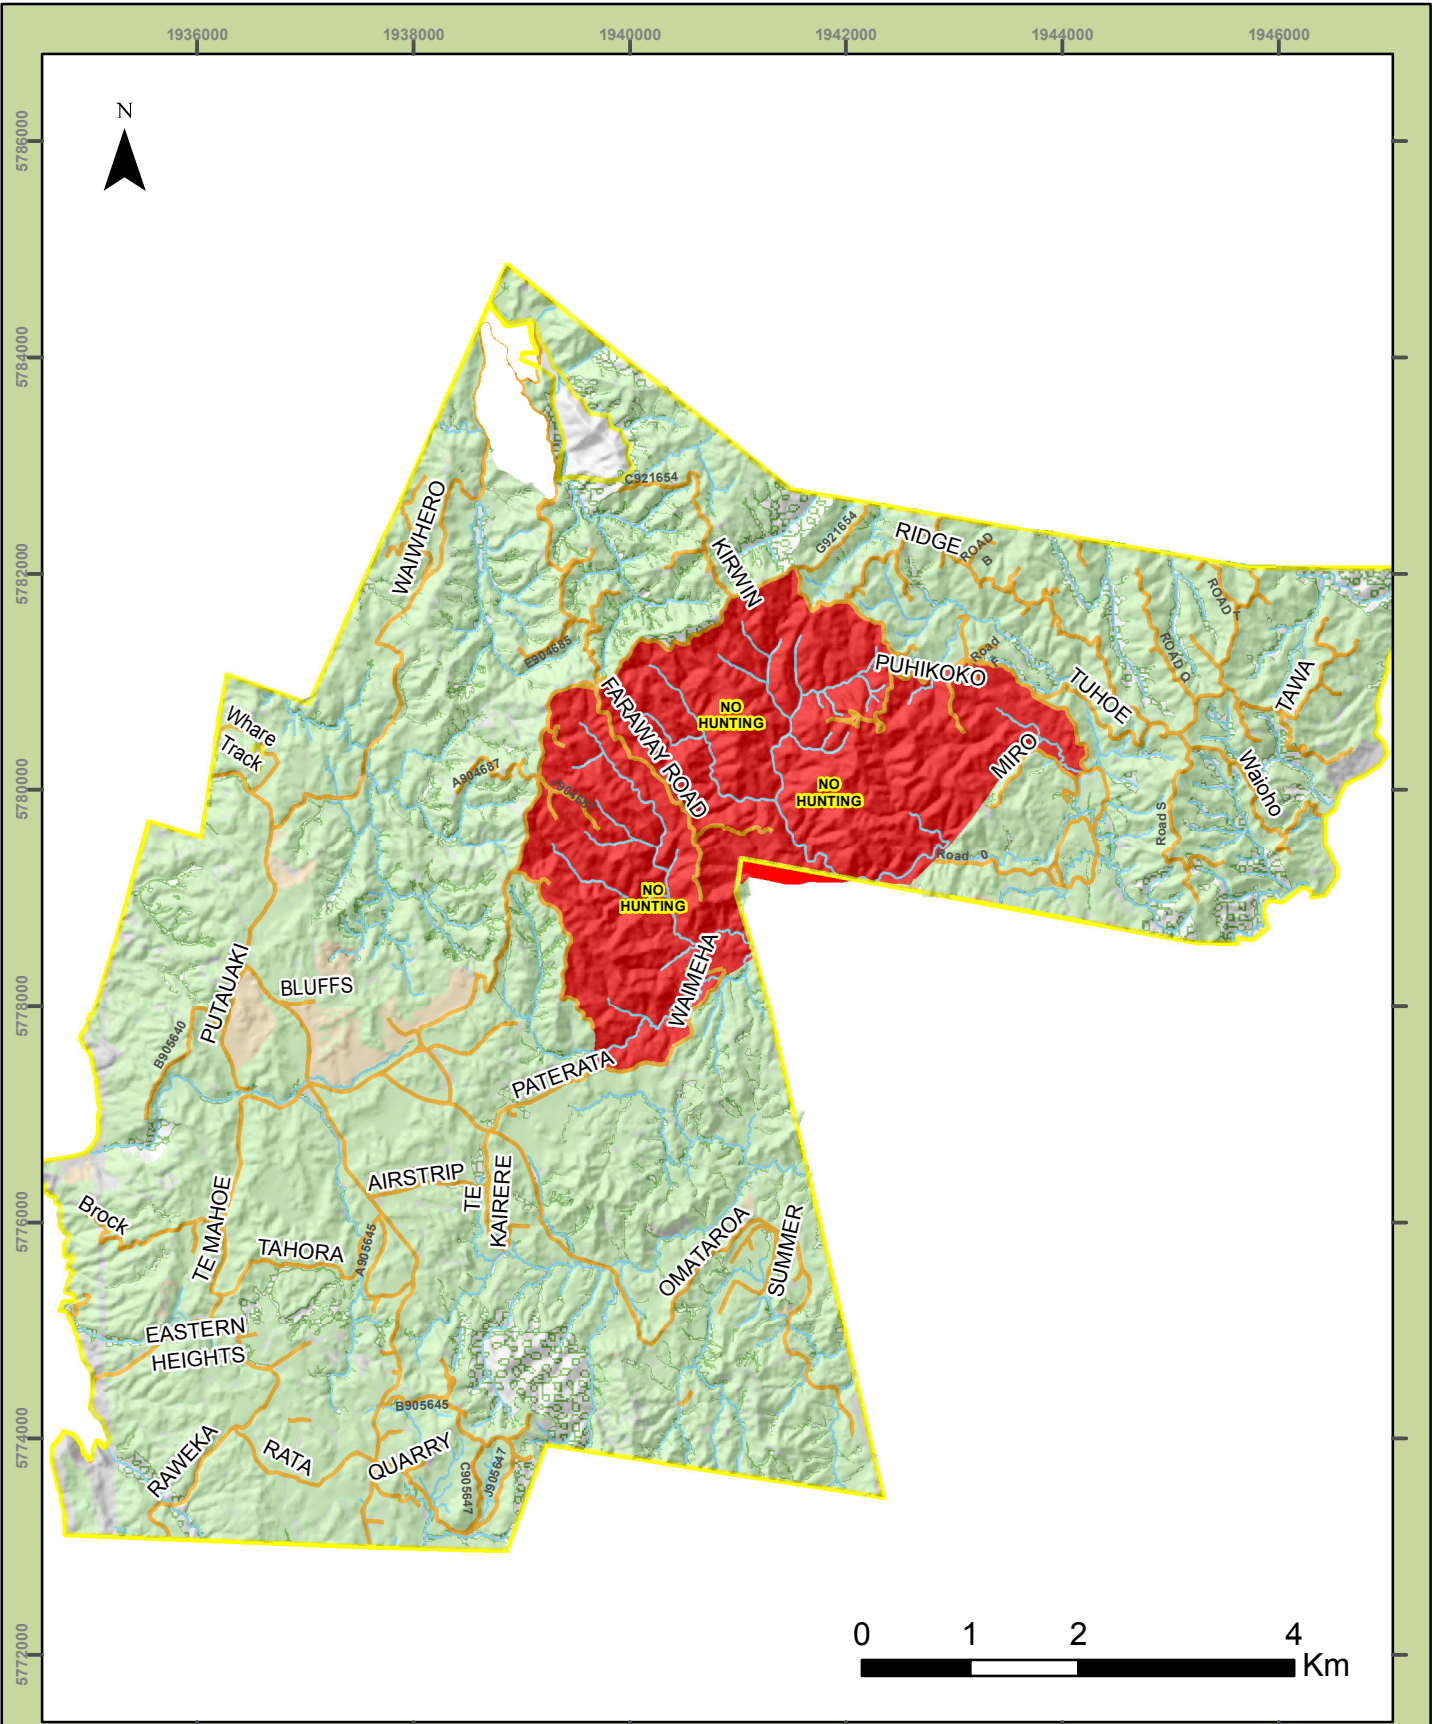 1936000
1938000
1940000
1942000
1944000
1946000
5786000
5784000
5782000
5780000
5778000
5776000
5774000
5772000
N
C921654
WAIWHERO
KIRWIN
G921654
RIDGE
ROAD
B
ROAD T
ROAD Q
E904685
Road
PUHIKOKO
TUHOE
TAWA
FARAWAY ROAD
NO
HUNTING
Whare
Track
A904687
MIRO
Waioho
NO
HUNTING
Road S
Road 0
NO
HUNTING
PUTAUAKI
BLUFFS
WAIMEHA
B905640
PATERATA
AIRSTRIP
TE
KAIRERE
Brock
TE MAHOE
TAHORA
A905645
OMATAROA
SUMMER
EASTERN
HEIGHTS
B905645
RAWEKA
RATA
QUARRY
C905647
J905647
0
1
2
4
Km